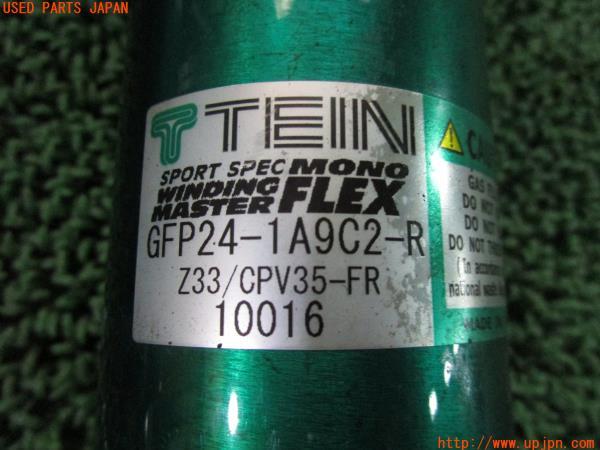 USED PARTS JAPAN
TEIN
SPORT SPEC MONO
WINDING MASTER FLEX
GFP24-1A9C2-R
Z33/CPV35-FR
10016
GAS
DO NOT
DO NOT
DO NOT
(In
national
MADE IN
http://www.upjpn.com/